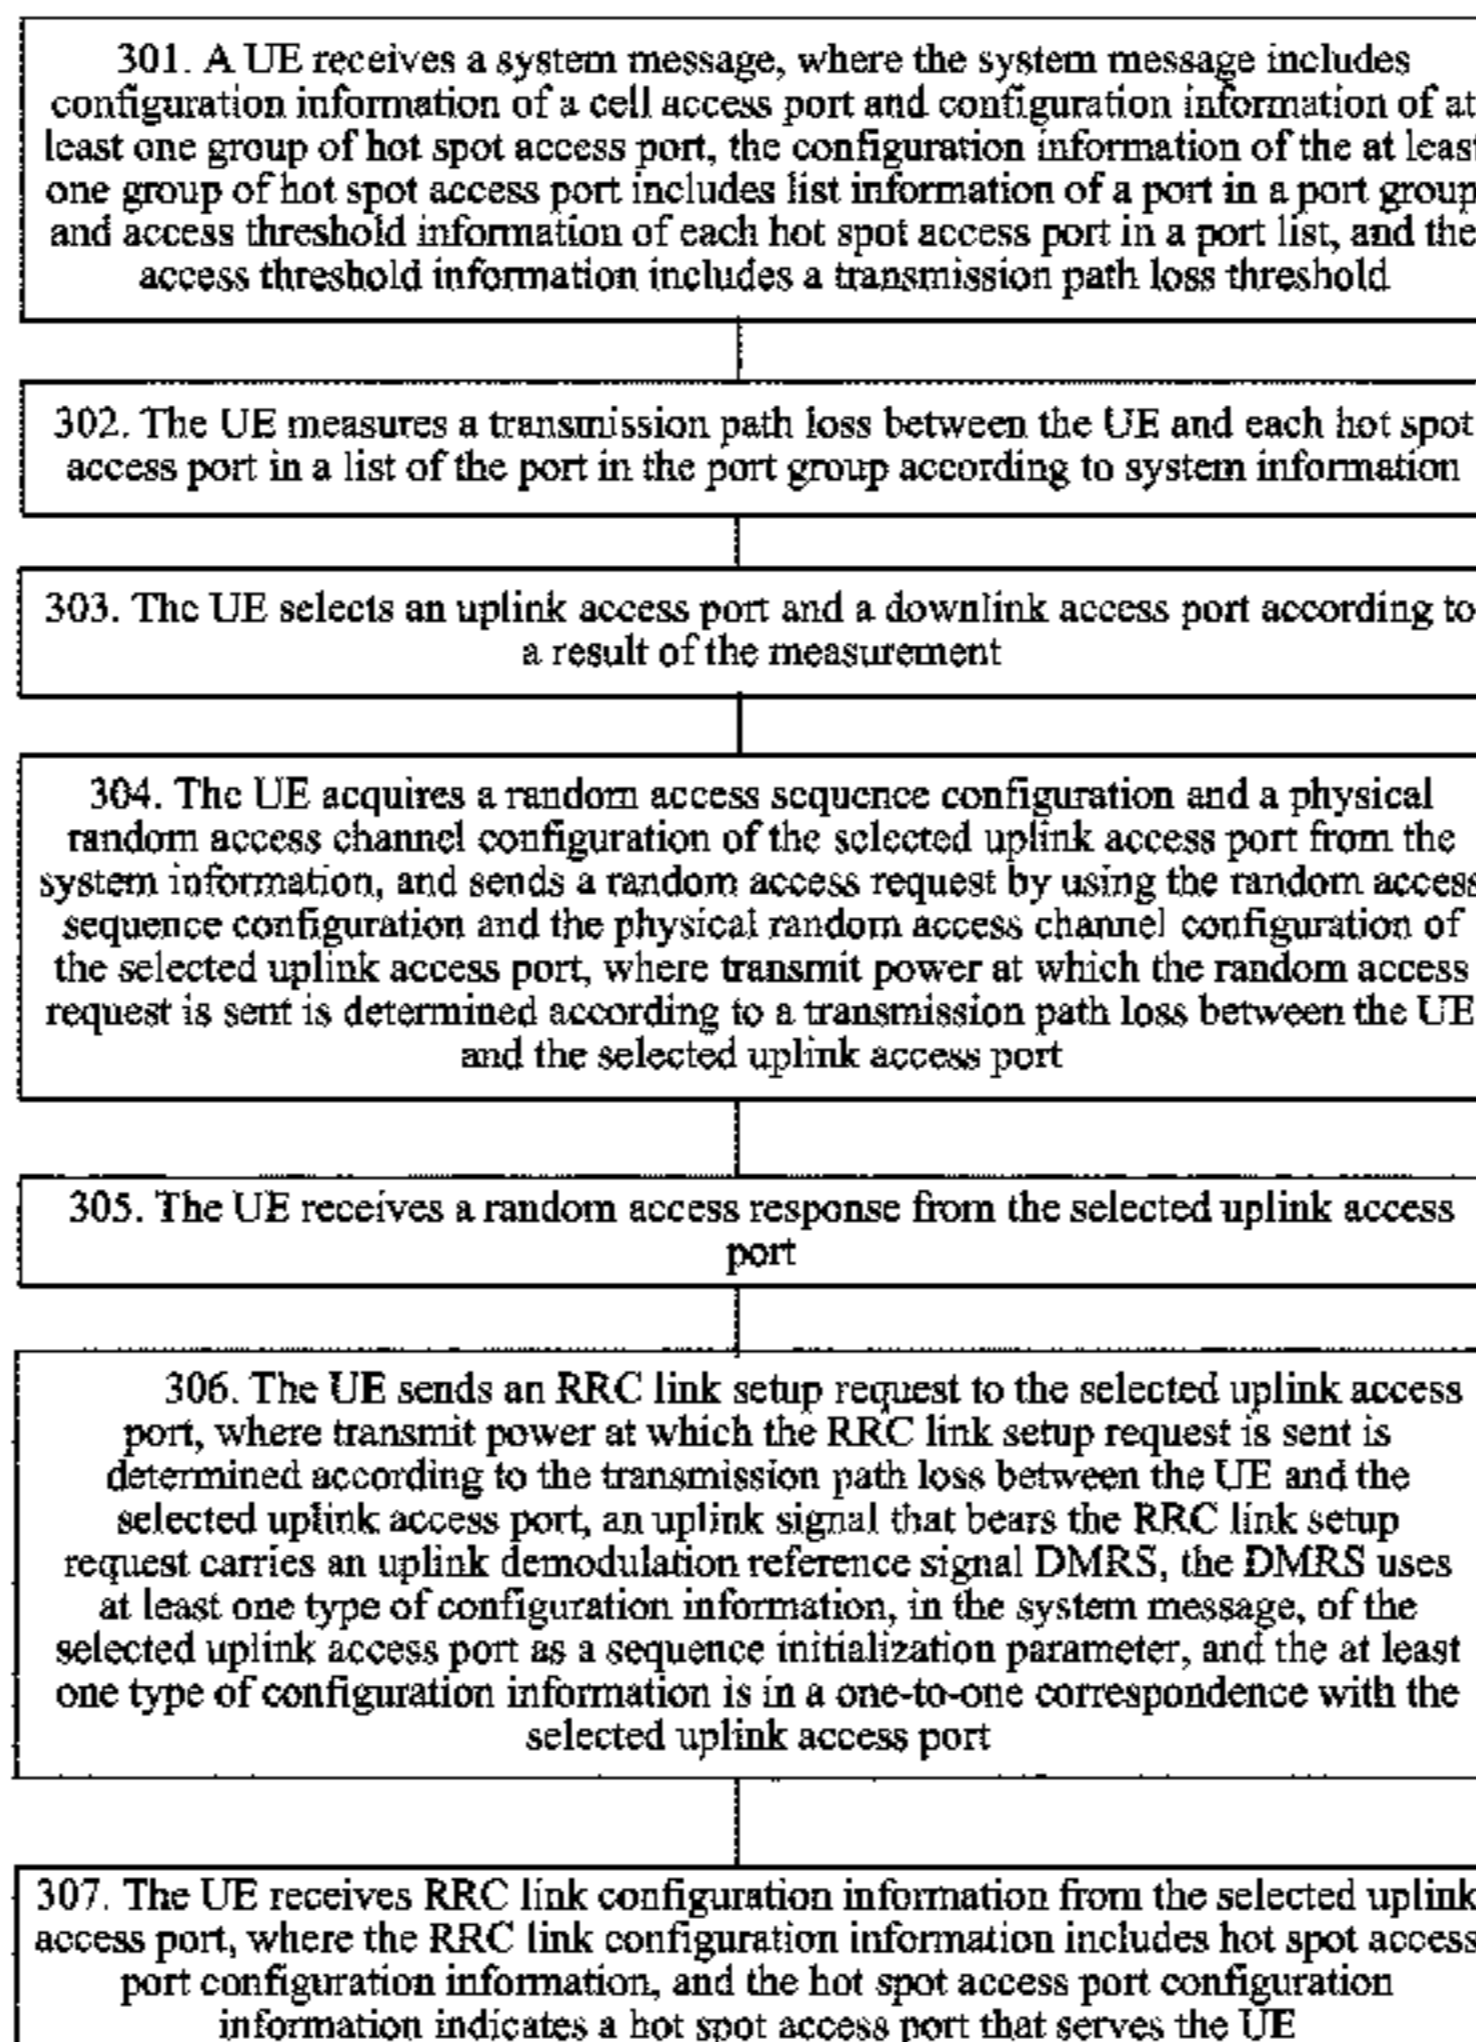 301. A UE receives a system message, where the system message includes
configuration information of a cell access port and configuration information of at
least one group of hot spot access port, the configuration information of the at least
one group of hot spot access port includes list information of a port in a port group
and access threshold information of each hot spot access port in a port list, and the
access threshold information includes a transmission path loss threshold
302. The UE measures a transmission path loss between the UE and each hot spot
access port in a list of the port in the port group according to system information
303. The UE selects an uplink access port and a downlink access port according to
a result of the measurement
304. The UE acquires a random access sequence configuration and a physical
random access channel configuration of the selected uplink access port from the
system information, and sends a random access request by using the random access
sequence configuration and the physical random access channel configuration of
the selected uplink access port, where transmit power at which the random access
request is sent is determined according to a transmission path loss between the UE
and the selected uplink access port
305. The UE receives a random access response from the selected uplink access
port
306. The UE sends an RRC link setup request to the selected uplink access
port, where transmit power at which the RRC link setup request is sent is
determined according to the transmission path loss between the UE and the
selected uplink access port, an uplink signal that bears the RRC link setup
request carries an uplink demodulation reference signal DMRS, the DMRS uses
at least one type of configuration information, in the system message, of the
selected uplink access port as a sequence initialization parameter, and the at least
one type of configuration information is in a one-to-one correspondence with the
selected uplink access port
307. The UE receives RRC link configuration information from the selected uplink
access port, where the RRC link configuration information includes hot spot access
port configuration information, and the hot spot access port configuration
information indicates a hot spot access port that serves the UE